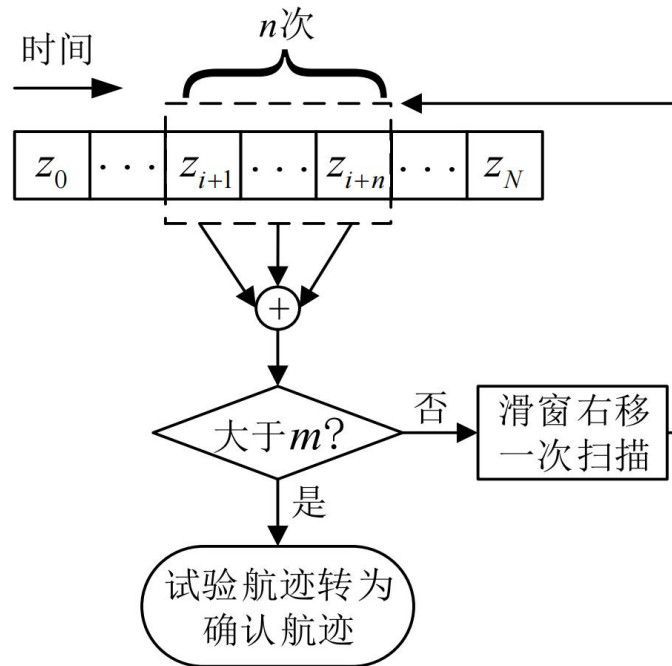 n次
时间
z_0 ··· z_{i+1} ··· z_{i+n} ··· z_N
+
大于m?
否
滑窗右移
一次扫描
是
试验航迹转为
确认航迹